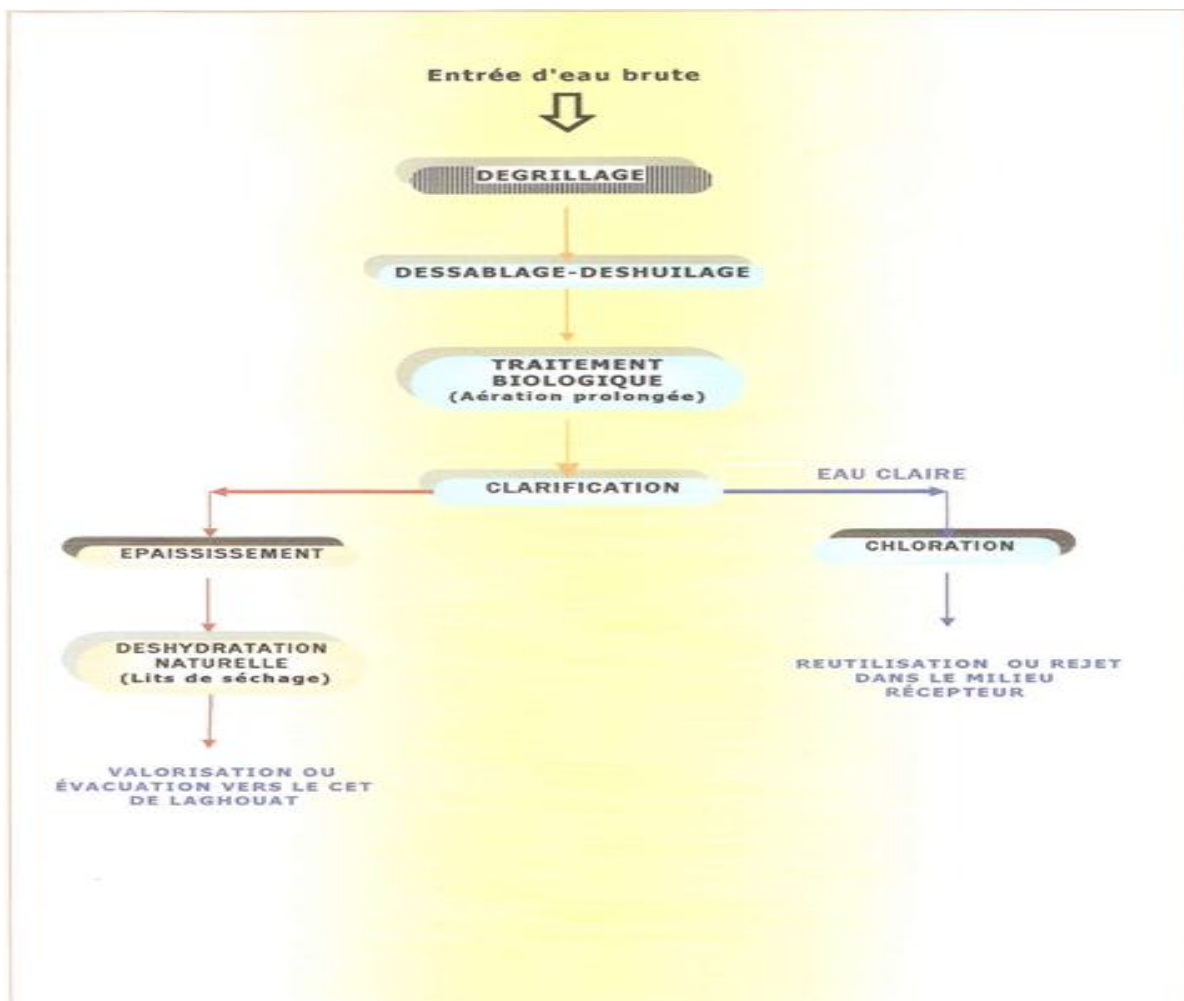 Entrée d'eau brute
DEGRILLAGE
DESSABLAGE-DESHUILAGE
TRAITEMENT
BIOLOGIQUE
(Aération prolongée)
CLARIFICATION
EAU CLAIRE
EPAISSISSEMENT
CHLORATION
DESHYDRATATION
NATURELLE
(Lits de séchage)
REUTILISATION OU REJET
DANS LE MILIEU
RÉCEPTEUR
VALORISATION OU
ÉVACUATION VERS LE CET
DE LAGHOUAT